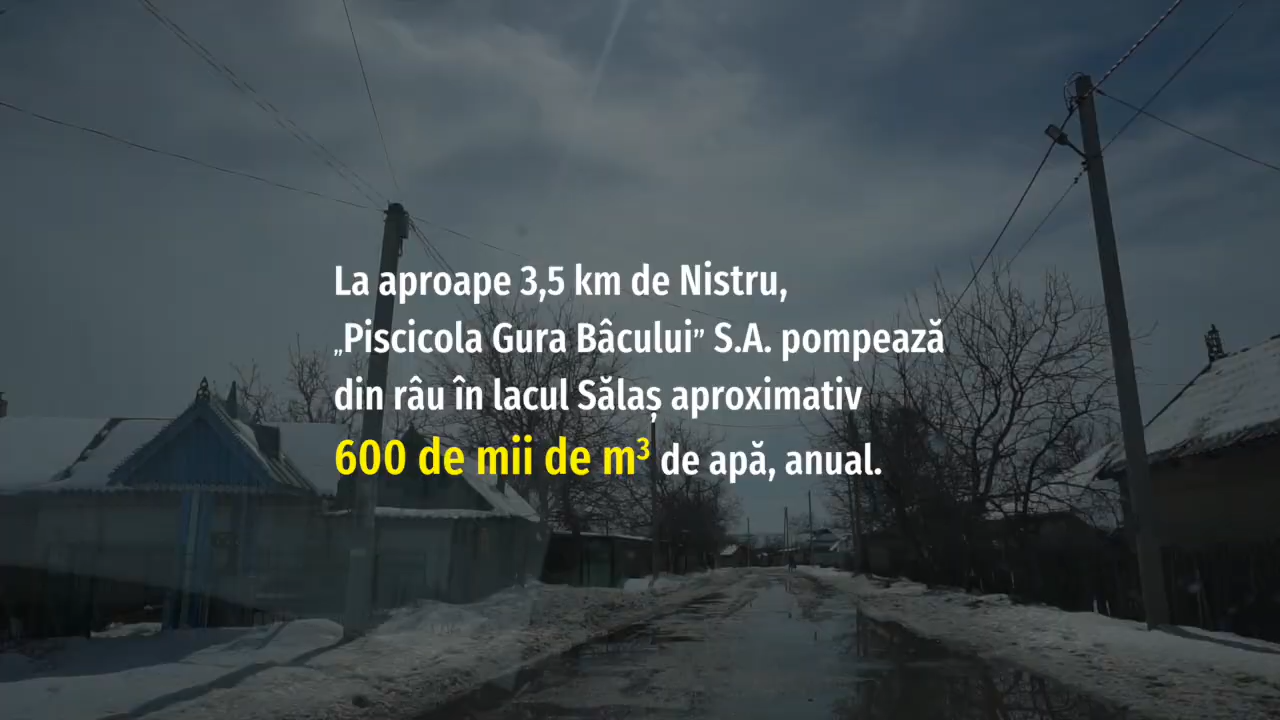 La aproape 3,5 km de Nistru,
„Piscicola Gura Bâcului” S.A. pompează
din râu în lacul Sălaș aproximativ
600 de mii de m³ de apă, anual.